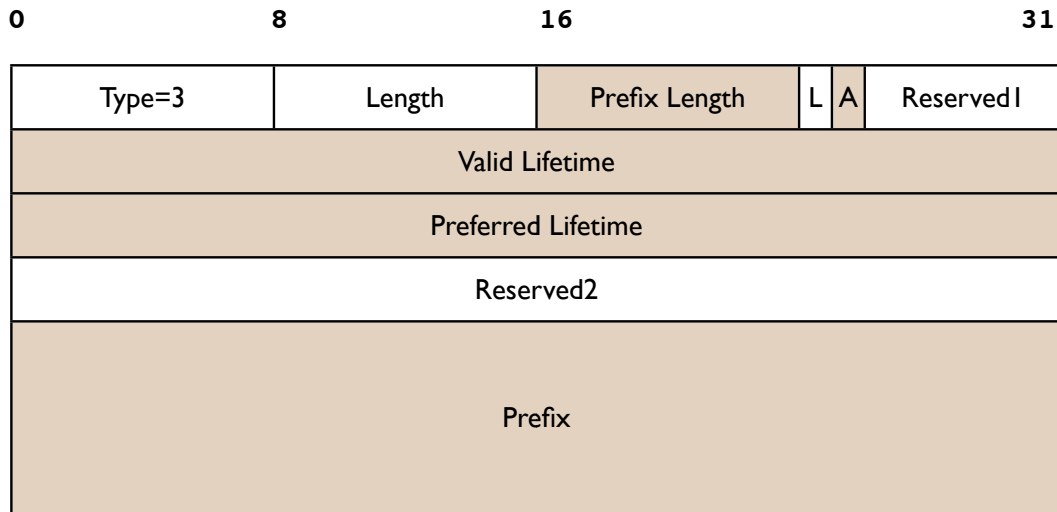 0 8 16 31
Type=3 Length Prefix Length L A Reserved1
Valid Lifetime
Preferred Lifetime
Reserved2
Prefix